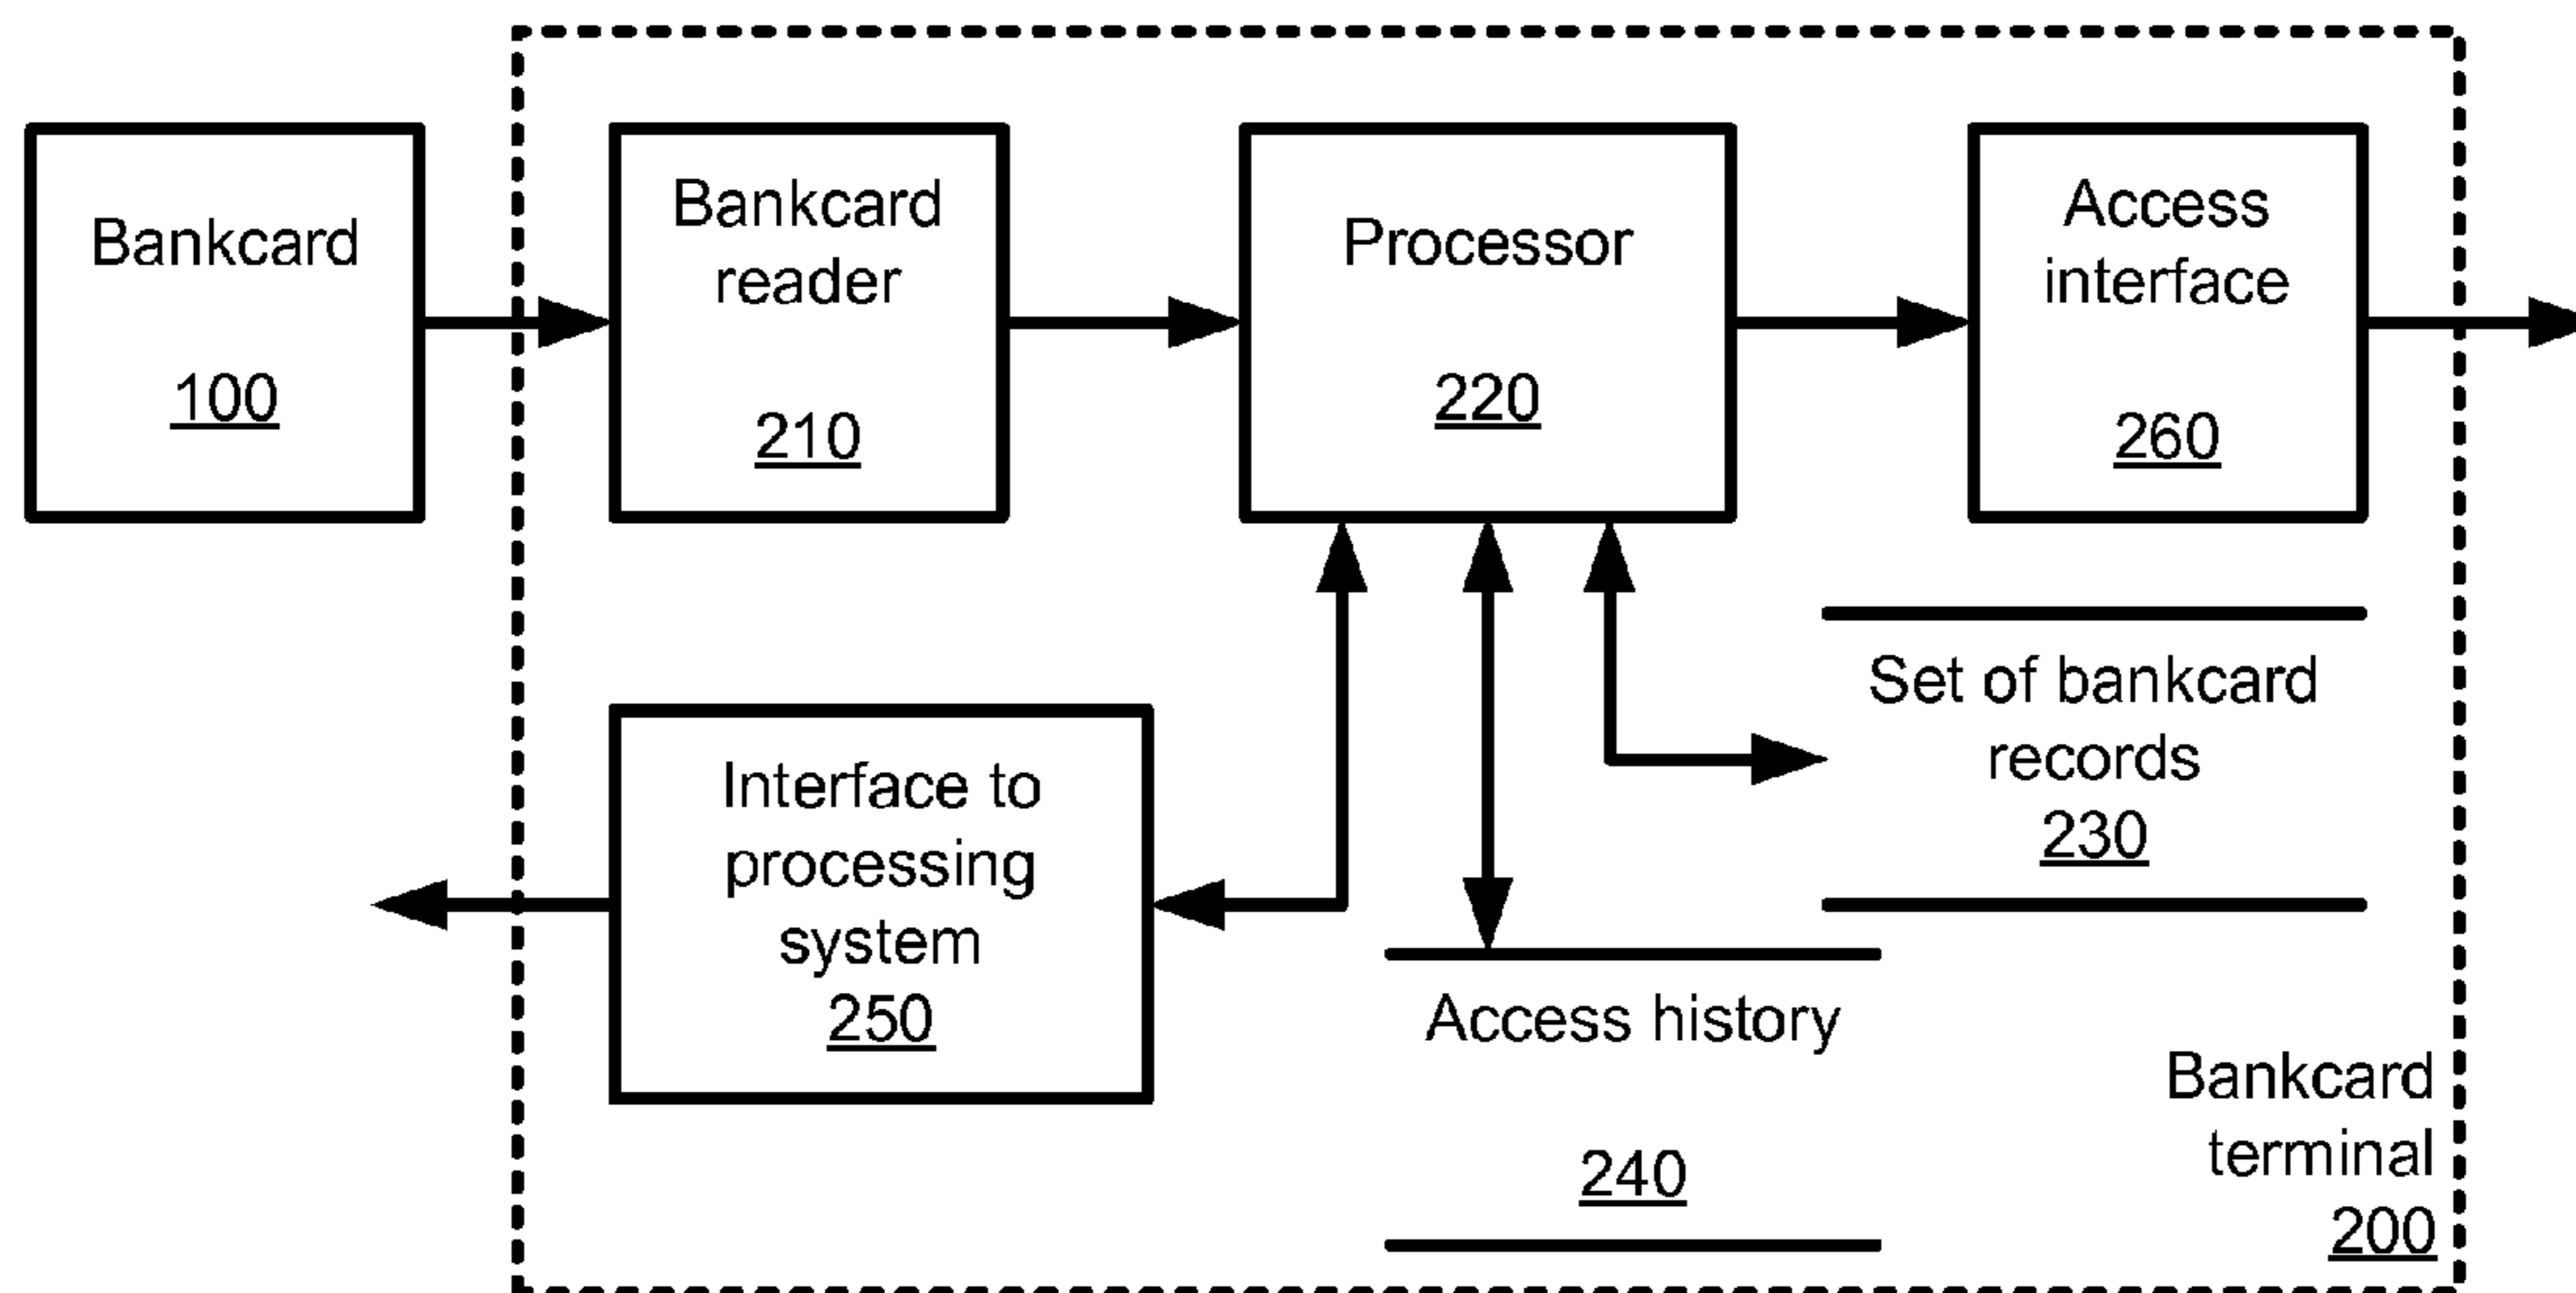 Bankcard
100
Bankcard
reader
210
Processor
220
Access
interface
260
Interface to
processing
system
250
Set of bankcard
records
230
Access history
240
Bankcard
terminal
200